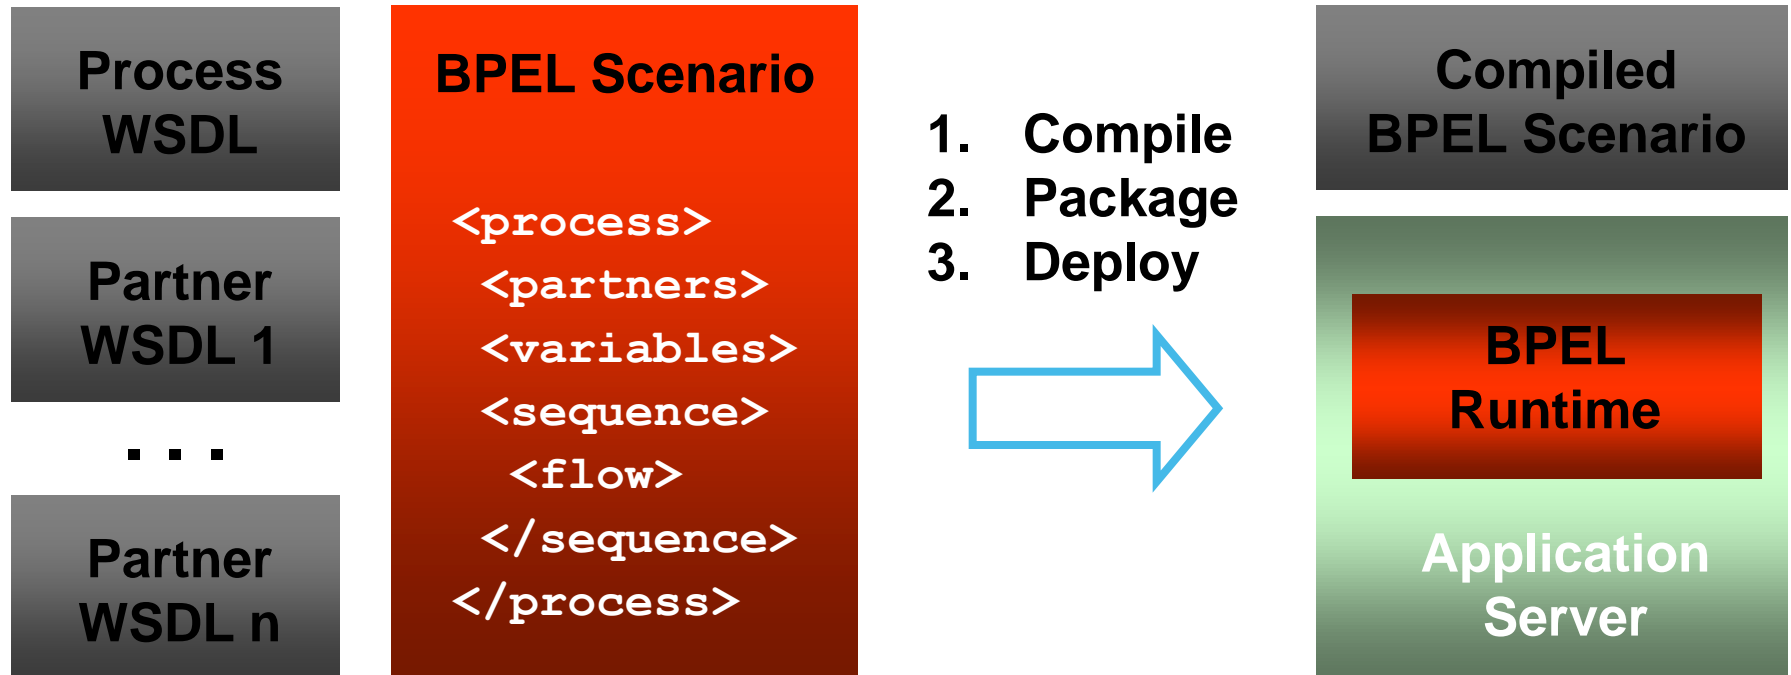 Process
WSDL
Partner
WSDL 1
. . .
Partner
WSDL n
BPEL Scenario
<process>
<partners>
<variables>
<sequence>
<flow>
</sequence>
</process>
1. Compile
2. Package
3. Deploy
Compiled
BPEL Scenario
BPEL
Runtime
Application
Server